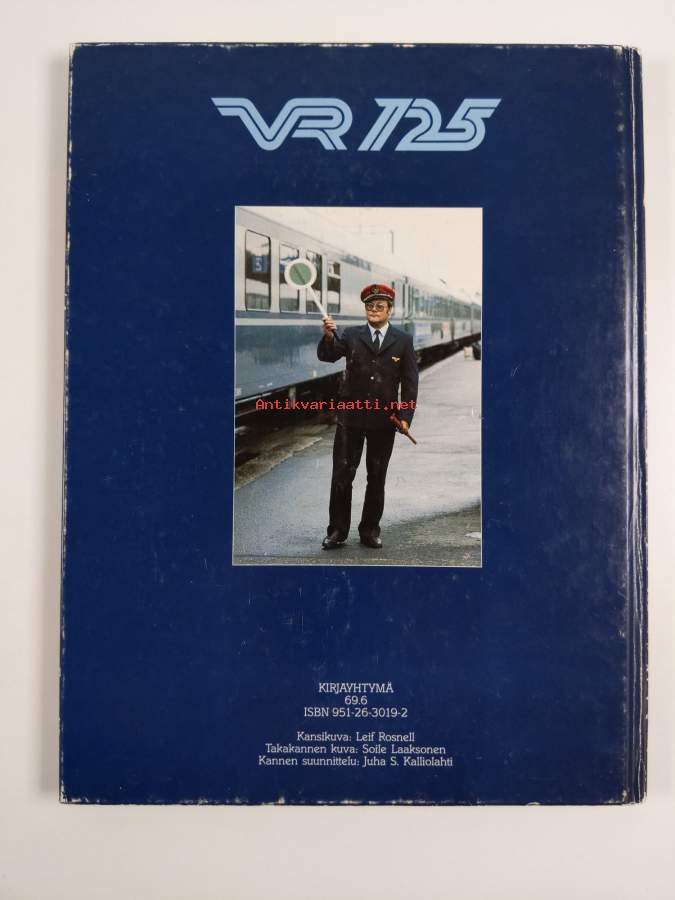 VR 125
Antikvariaatti.net
KIRJAYHTYMÄ
69.6
ISBN 951-26-3019-2
Kansikuva: Leif Rosnell
Takakannen kuva: Soile Laaksonen
Kannen suunnittelu: Juha S. Kalliolahti